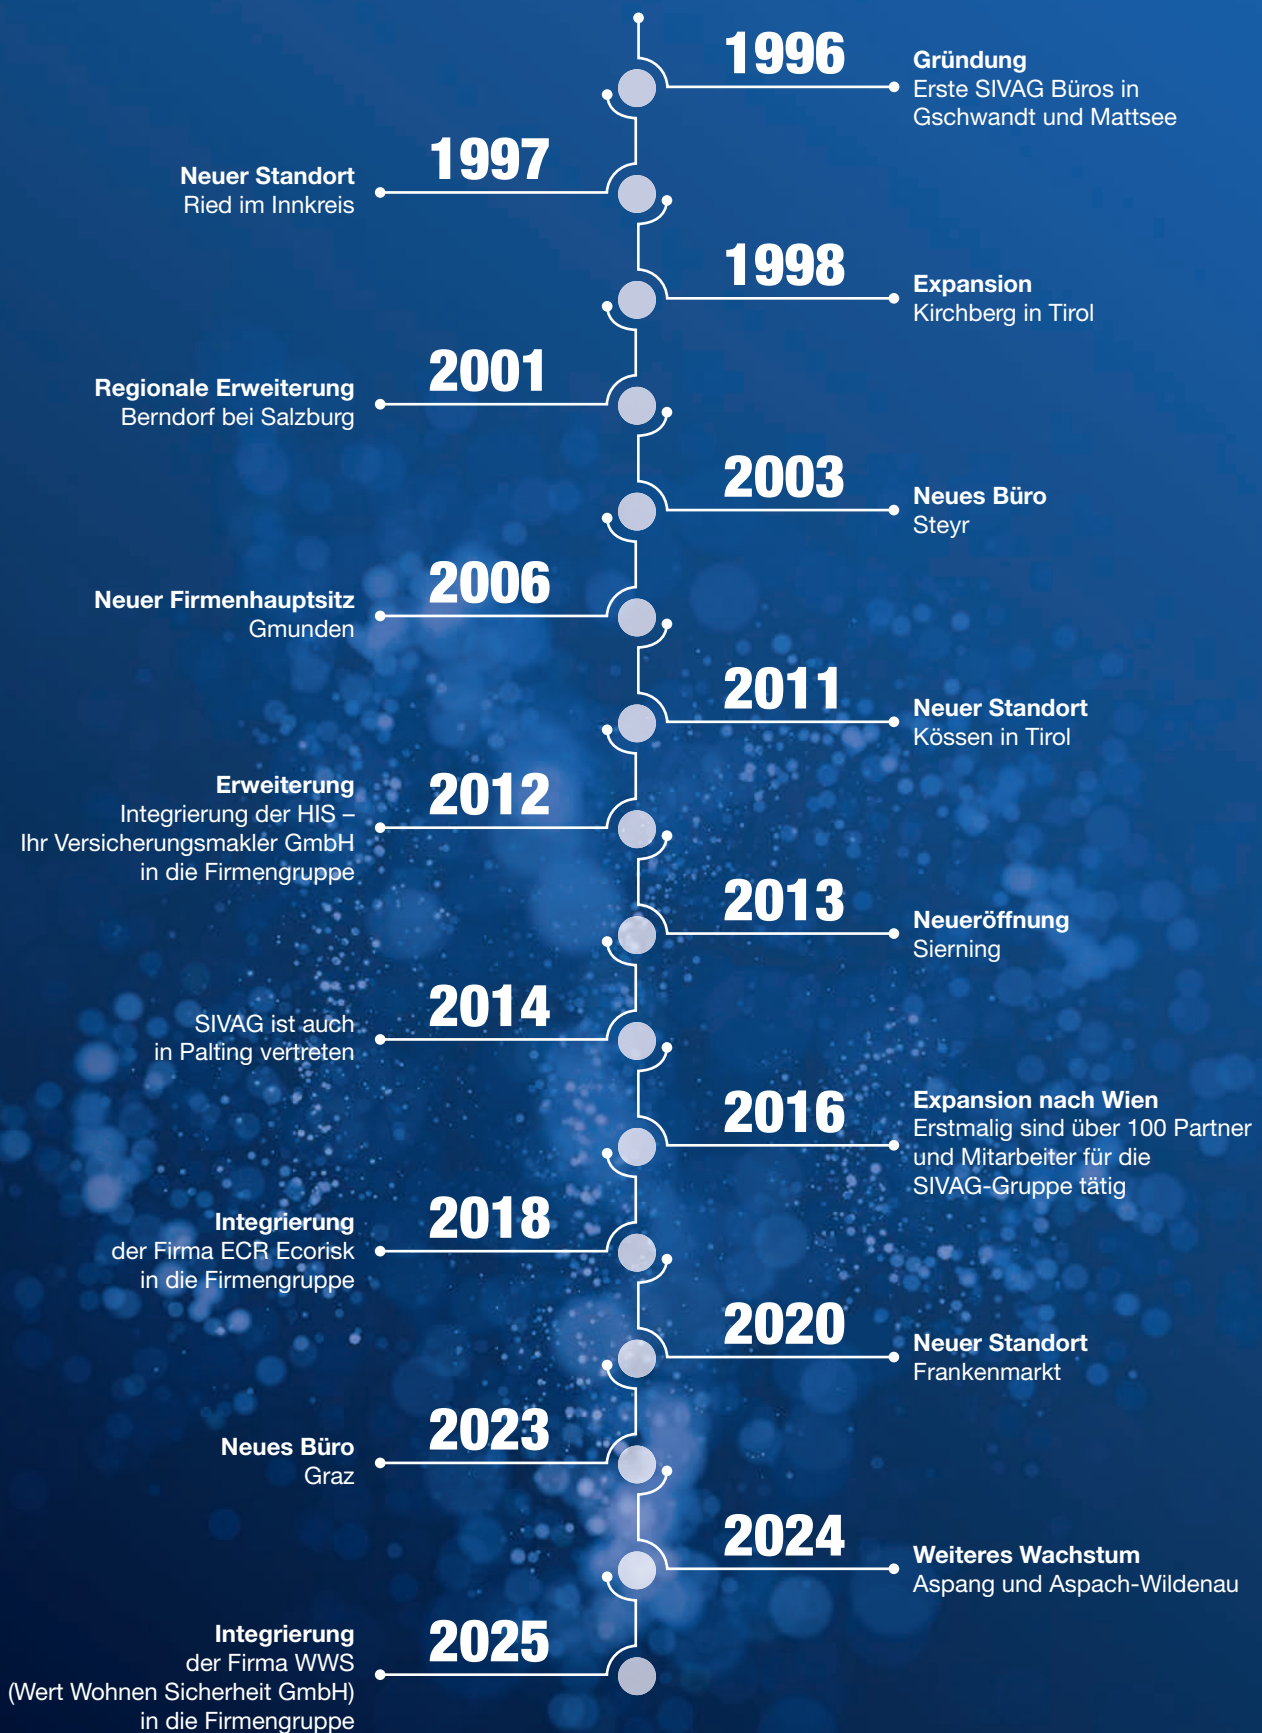 1996
Gründung
Erste SIVAG Büros in
Gschwandt und Mattsee
1997
Neuer Standort
Ried im Innkreis
1998
Expansion
Kirchberg in Tirol
2001
Regionale Erweiterung
Berndorf bei Salzburg
2003
Neues Büro
Steyr
2006
Neuer Firmenhauptsitz
Gmunden
2011
Neuer Standort
Kössen in Tirol
2012
Erweiterung
Integrierung der HIS –
Ihr Versicherungsmakler GmbH
in die Firmengruppe
2013
Neueröffnung
Sierning
2014
SIVAG ist auch
in Palting vertreten
2016
Expansion nach Wien
Erstmalig sind über 100 Partner
und Mitarbeiter für die
SIVAG-Gruppe tätig
2018
Integrierung
der Firma ECR Ecorisk
in die Firmengruppe
2020
Neuer Standort
Frankenmarkt
2023
Neues Büro
Graz
2024
Weiteres Wachstum
Aspang und Aspach-Wildenau
2025
Integrierung
der Firma WWS
(Wert Wohnen Sicherheit GmbH)
in die Firmengruppe